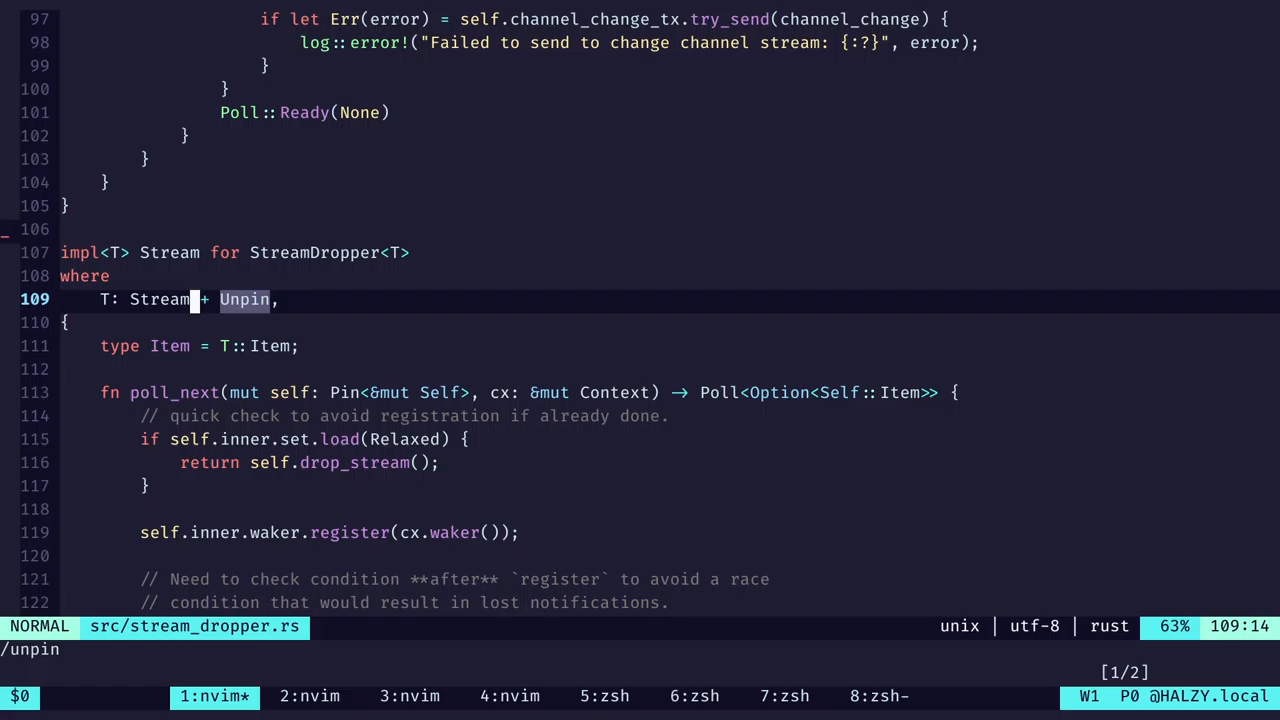 97                     if let Err(error) = self.channel_change_tx.try_send(channel_change) {
98                         log::error!("Failed to send to change channel stream: {:?}", error);
99                     }
100                 }
101                 Poll::Ready(None)
102             }
103         }
104     }
105 }
106
107 impl<T> Stream for StreamDropper<T>
108 where
109     T: Stream + Unpin,
110 {
111     type Item = T::Item;
112
113     fn poll_next(mut self: Pin<&mut Self>, cx: &mut Context) -> Poll<Option<Self::Item>> {
114         // quick check to avoid registration if already done.
115         if self.inner.set.load(Relaxed) {
116             return self.drop_stream();
117         }
118
119         self.inner.waker.register(cx.waker());
120
121         // Need to check condition **after** `register` to avoid a race
122         // condition that would result in lost notifications.
NORMAL src/stream_dropper.rs unix | utf-8 | rust 63% 109:14
/unpin
[1/2]
$0 1:nvim* 2:nvim 3:nvim 4:nvim 5:zsh 6:zsh 7:zsh 8:zsh- W1 P0 @HALZY.local